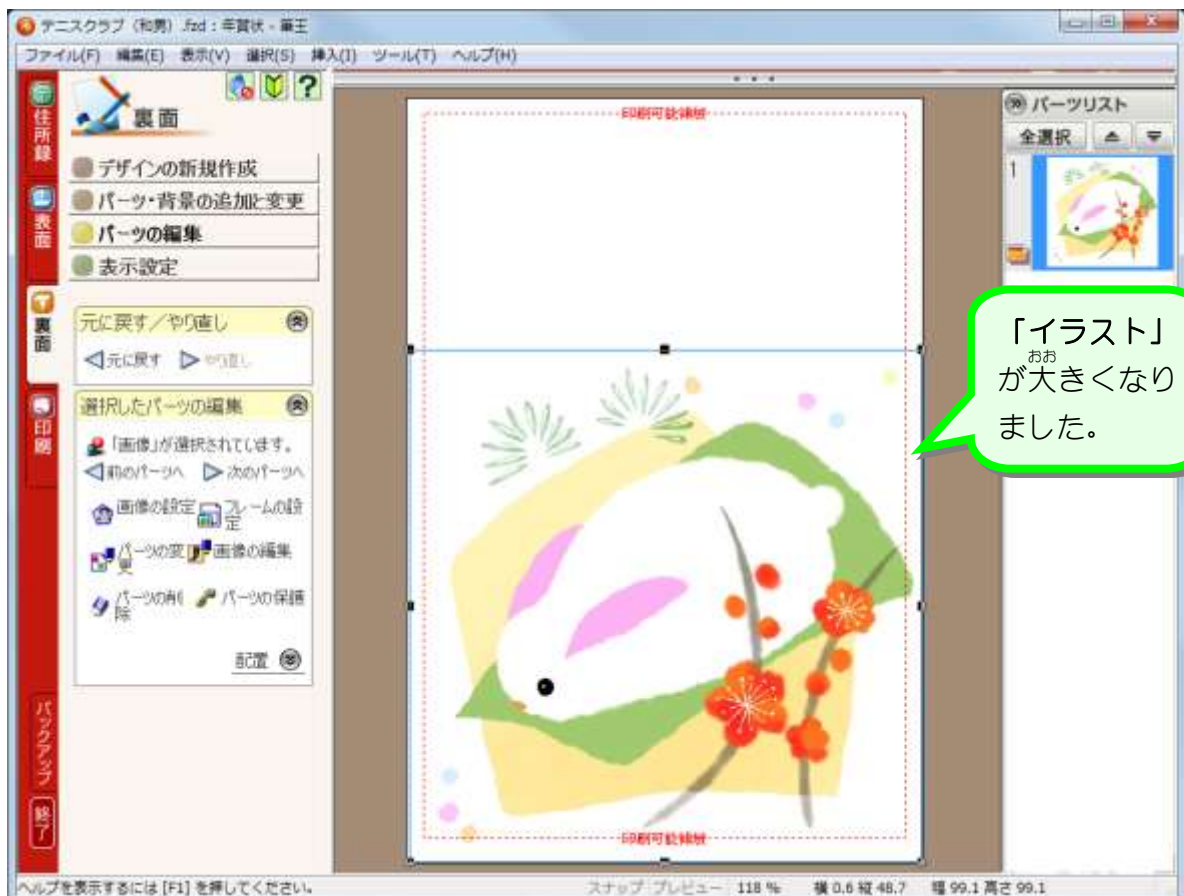 テニスクラブ（和男）.fzd：年賀状 - 筆王
ファイル(F) 編集(E) 表示(V) 選択(S) 挿入(I) ツール(T) ヘルプ(H)
住所録
表面
裏面
印刷
バックアップ
終了
裏面
デザインの新規作成
パーツ・背景の追加と変更
パーツの編集
表示設定
元に戻す／やり直し
元に戻す やり直し
選択したパーツの編集
「画像」が選択されています。
前のパーツへ 次のパーツへ
画像の設定 フレームの設定
パーツの変更 画像の編集
パーツの削除 パーツの保護
配置
印刷可能領域
印刷可能領域
パーツリスト
全選択
1
「イラスト」
おお
が大きくなり
ました。
ヘルプを表示するには [F1] を押してください。
スナップ プレビュー 118 % 横 0.6 縦 48.7 幅 99.1 高さ 99.1